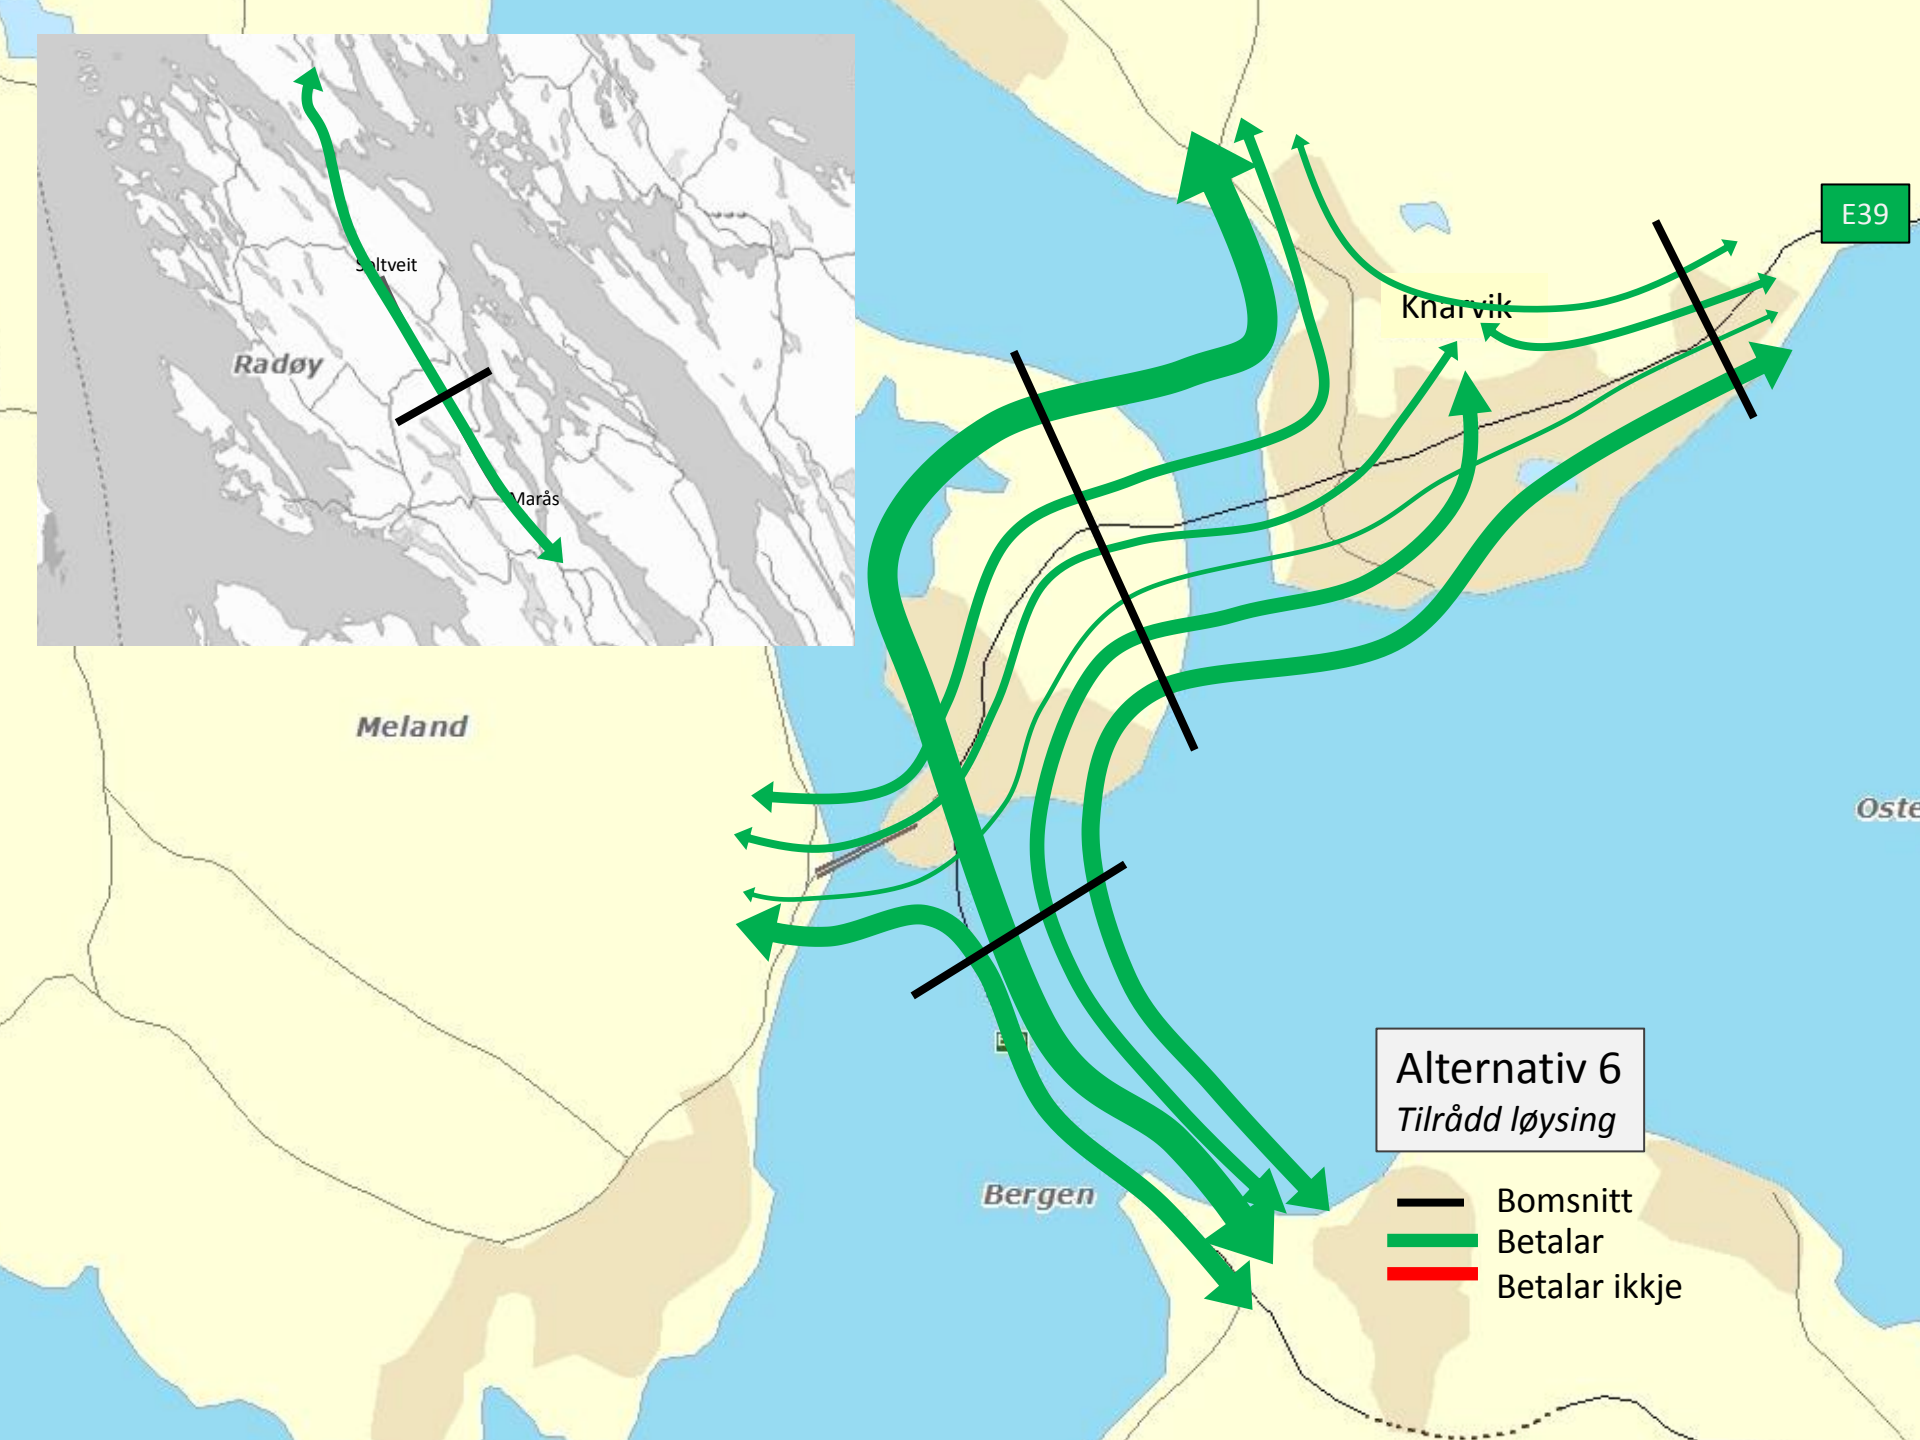 E39
Knarvik
Radøy
Marås
Meland
Oste
Bergen
Alternativ 6
Tilrådd løysing
Bomsnitt
Betalar
Betalar ikkje